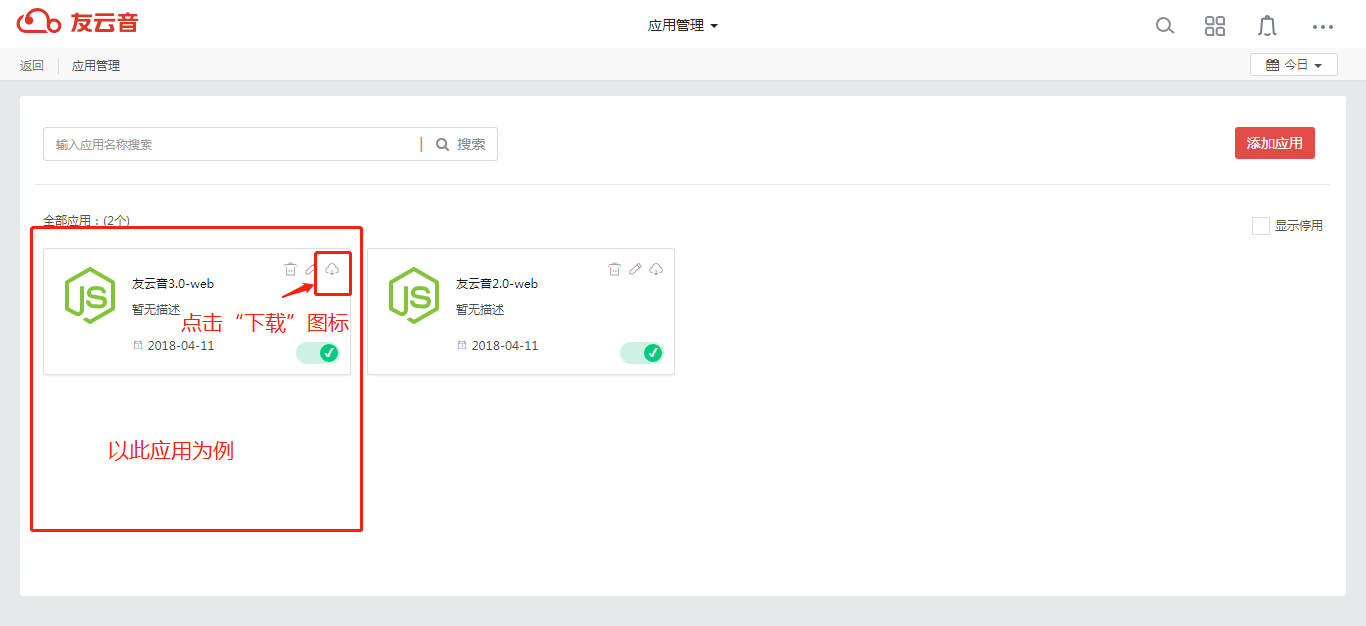 友云音
应用管理
返回
应用管理
今日
输入应用名称搜索
搜索
添加应用
全部应用：(2个)
显示停用
JS
友云音3.0-web
暂无描述
点击“下载”图标
2018-04-11
JS
友云音2.0-web
暂无描述
2018-04-11
以此应用为例